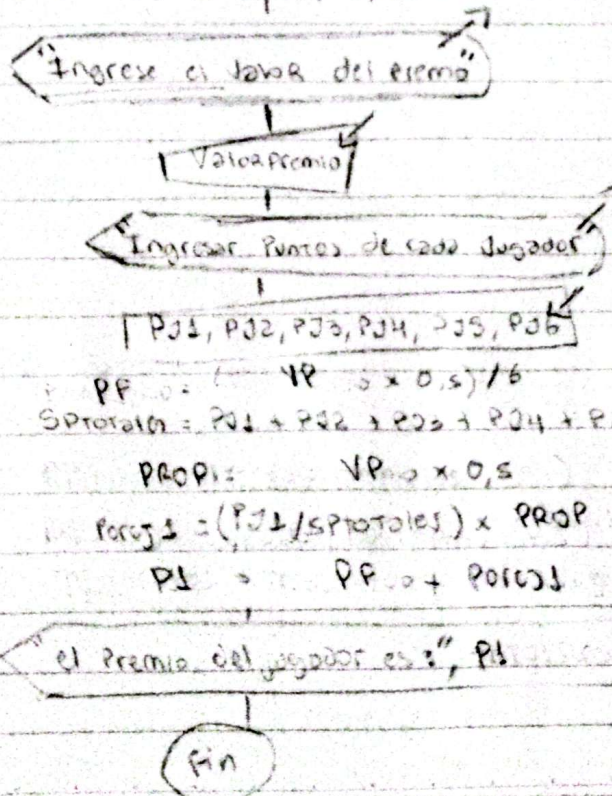 "Ingrese el valor del premio"
Valorpremio
"Ingresar Puntos de cada Jugador"
PJ1, PJ2, PJ3, PJ4, PJ5, PJ6
PF = ( VP x 0,5) / 6
SPTotales = PJ1 + PJ2 + PJ3 + PJ4 + P
PROP = VP x 0,5
PorcJ1 = (PJ1/SPTotales) x PROP
P1 = PF + PorcJ1
"el Premio del jugador es:", P1
Fin